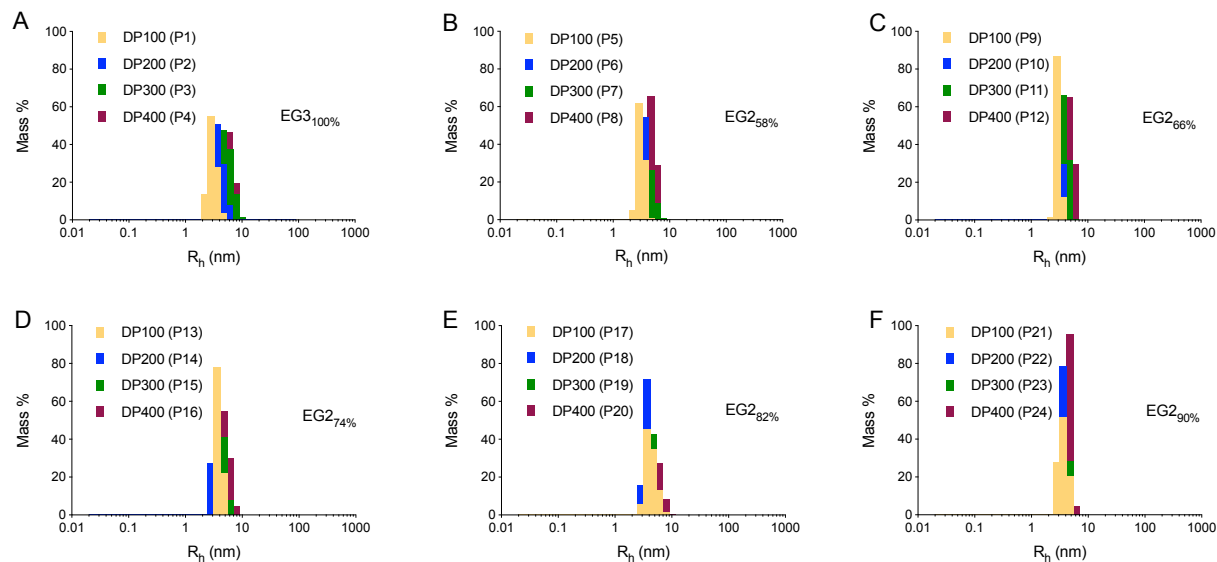 A
100
80
60
40
20
0
Mass %
DP100 (P1)
DP200 (P2)
DP300 (P3)
DP400 (P4)
EG3100%
0.01 0.1 1 10 100 1000
Rh (nm)
B
100
80
60
40
20
0
Mass %
DP100 (P5)
DP200 (P6)
DP300 (P7)
DP400 (P8)
EG258%
0.01 0.1 1 10 100 1000
Rh (nm)
C
100
80
60
40
20
0
Mass %
DP100 (P9)
DP200 (P10)
DP300 (P11)
DP400 (P12)
EG266%
0.01 0.1 1 10 100 1000
Rh (nm)
D
100
80
60
40
20
0
Mass %
DP100 (P13)
DP200 (P14)
DP300 (P15)
DP400 (P16)
EG274%
0.01 0.1 1 10 100 1000
Rh (nm)
E
100
80
60
40
20
0
Mass %
DP100 (P17)
DP200 (P18)
DP300 (P19)
DP400 (P20)
EG282%
0.01 0.1 1 10 100 1000
Rh (nm)
F
100
80
60
40
20
0
Mass %
DP100 (P21)
DP200 (P22)
DP300 (P23)
DP400 (P24)
EG290%
0.01 0.1 1 10 100 1000
Rh (nm)